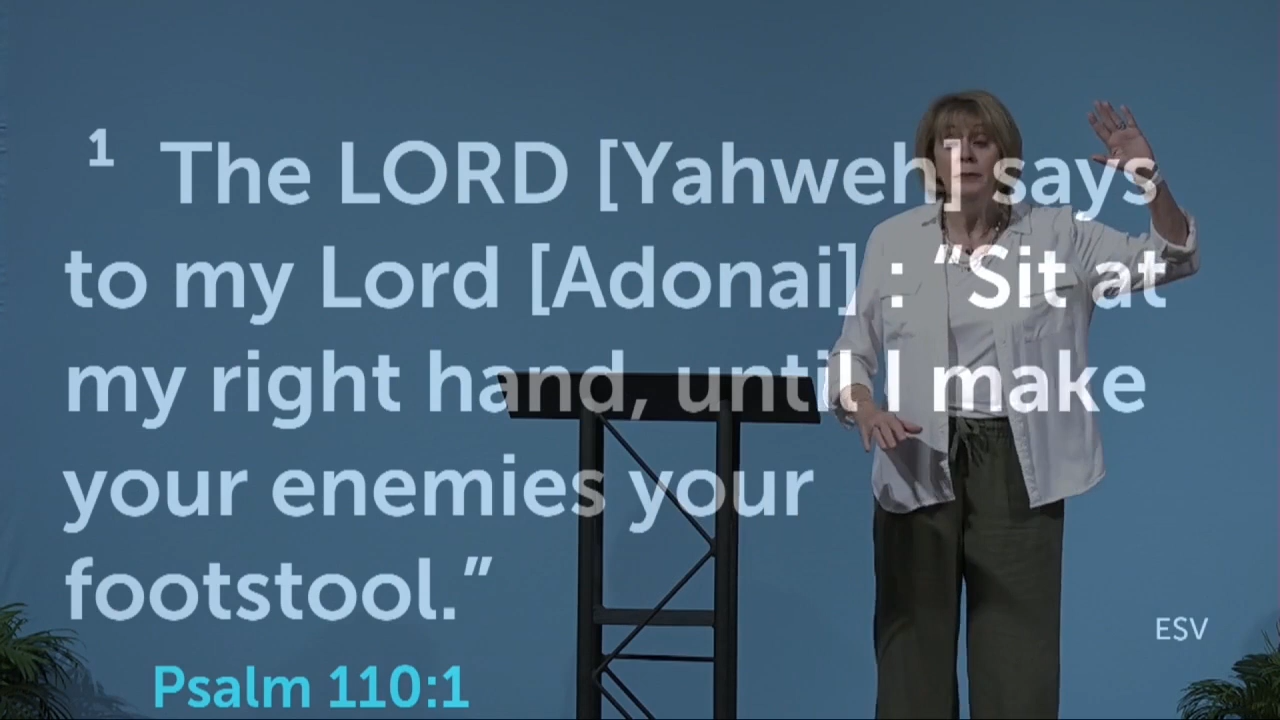 1 The LORD [Yahweh] says
to my Lord [Adonai] : “Sit at
my right hand, until I make
your enemies your
footstool.”
ESV
Psalm 110:1